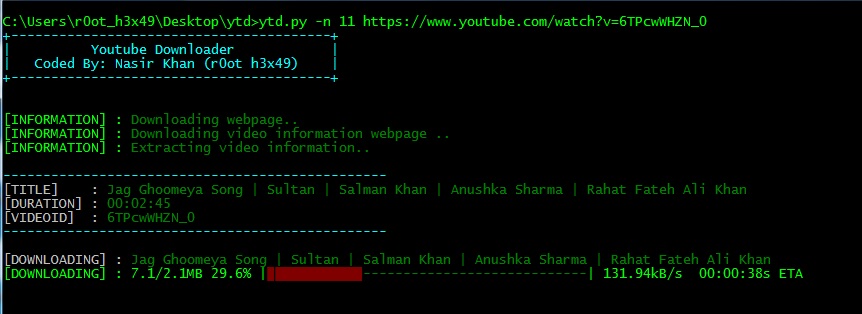 C:\Users\r0ot_h3x49\Desktop\ytd>ytd.py -n 11 https://www.youtube.com/watch?v=6TPcwWHZN_0
+----------------------------------------+
|          Youtube Downloader            |
|   Coded By: Nasir Khan (r0ot h3x49)    |
+----------------------------------------+
[INFORMATION] : Downloading webpage..
[INFORMATION] : Downloading video information webpage ..
[INFORMATION] : Extracting video information..
------------------------------------------------
[TITLE]    : Jag Ghoomeya Song | Sultan | Salman Khan | Anushka Sharma | Rahat Fateh Ali Khan
[DURATION] : 00:02:45
[VIDEOID]  : 6TPcwWHZN_0
------------------------------------------------
[DOWNLOADING] : Jag Ghoomeya Song | Sultan | Salman Khan | Anushka Sharma | Rahat Fateh Ali Khan
[DOWNLOADING] : 7.1/2.1MB 29.6% |----------------------------| 131.94kB/s  00:00:38s ETA